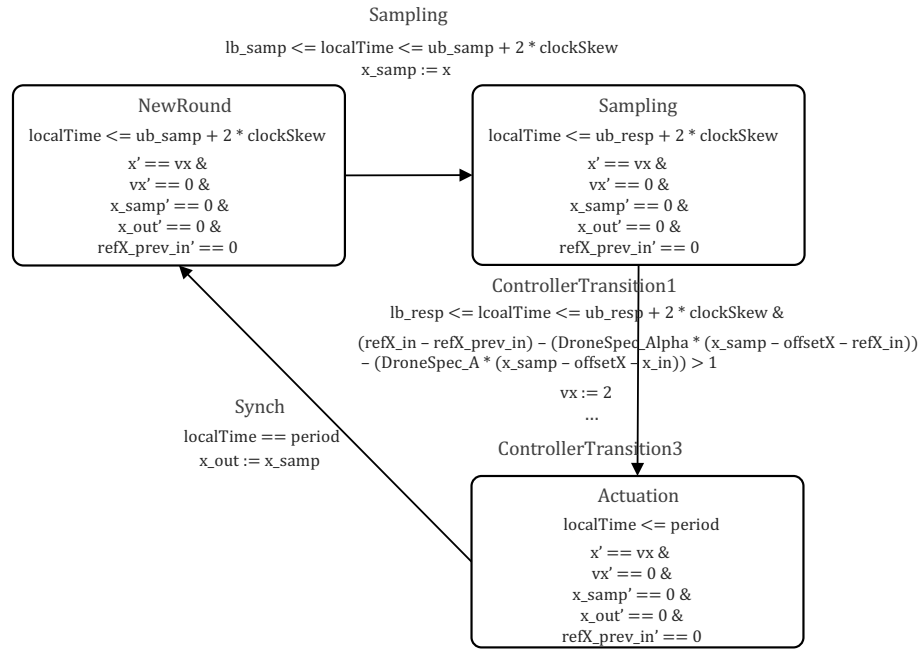 Sampling
lb_samp <= localTime <= ub_samp + 2 * clockSkew
x_samp := x
NewRound
localTime <= ub_samp + 2 * clockSkew
x’ == vx &
vx’ == 0 &
x_samp’ == 0 &
x_out’ == 0 &
refX_prev_in’ == 0
Sampling
localTime <= ub_resp + 2 * clockSkew
x’ == vx &
vx’ == 0 &
x_samp’ == 0 &
x_out’ == 0 &
refX_prev_in’ == 0
ControllerTransition1
lb_resp <= lcoalTime <= ub_resp + 2 * clockSkew &
(refX_in – refX_prev_in) – (DroneSpec_Alpha * (x_samp – offsetX – refX_in))
– (DroneSpec_A * (x_samp – offsetX – x_in)) > 1
vx := 2
...
ControllerTransition3
Synch
localTime == period
x_out := x_samp
Actuation
localTime <= period
x’ == vx &
vx’ == 0 &
x_samp’ == 0 &
x_out’ == 0 &
refX_prev_in’ == 0